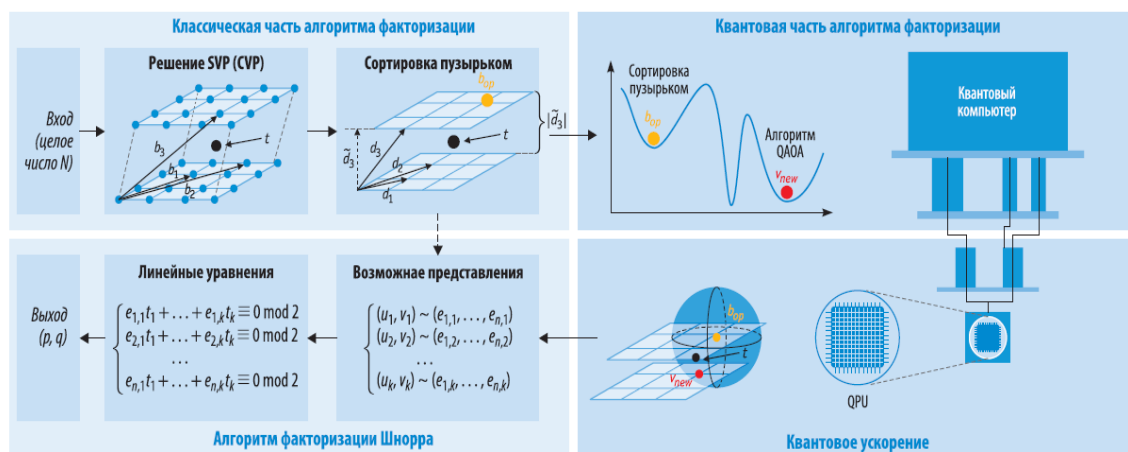 Классическая часть алгоритма факторизации
Вход
(целое
число N)
Решение SVP (CVP)
b₃
t
b₁
b₂
Сортировка пузырьком
b_op
t
d̃₃
d₃
d₂
d₁
|d̃₃|
Квантовая часть алгоритма факторизации
Сортировка
пузырьком
b_op
Алгоритм
QAOA
v_new
Квантовый
компьютер
Выход
(p, q)
Линейные уравнения
e₁,₁t₁ + . . . + e₁,ₖtₖ ≡ 0 mod 2
e₂,₁t₁ + . . . + e₂,ₖtₖ ≡ 0 mod 2
...
eₙ,₁t₁ + . . . + eₙ,ₖtₖ ≡ 0 mod 2
Возможнае представления
(u₁, v₁) ~ (e₁,₁, . . . , eₙ,₁)
(u₂, v₂) ~ (e₁,₂, . . . , eₙ,₂)
...
(uₖ, vₖ) ~ (e₁,ₖ, . . . , eₙ,ₖ)
Алгоритм факторизации Шнорра
b_op
t
v_new
QPU
Квантовое ускорение